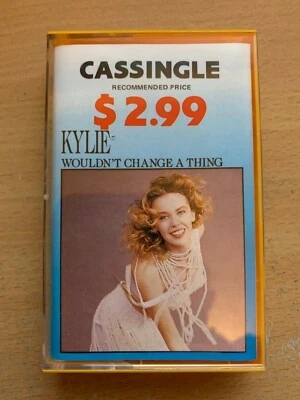 CASSINGLE
RECOMMENDED PRICE
$2.99
KYLIE
WOULDN'T CHANGE A THING